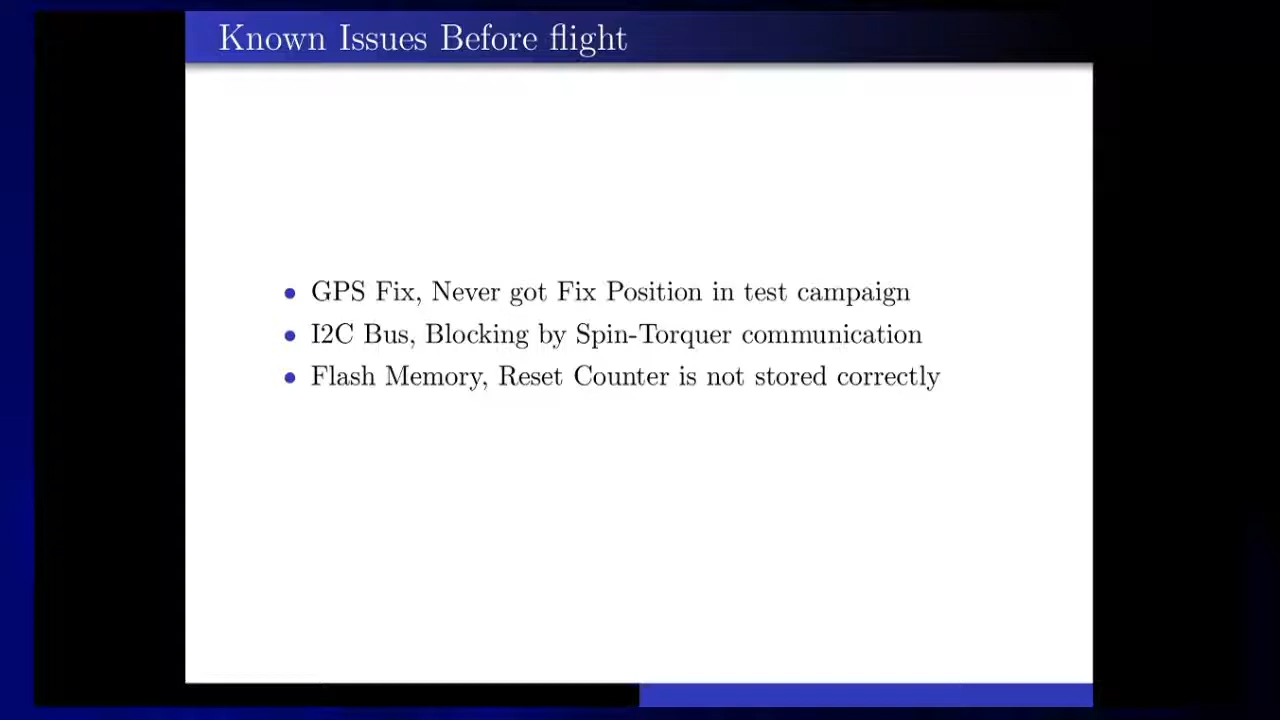 Known Issues Before flight
• GPS Fix, Never got Fix Position in test campaign
• I2C Bus, Blocking by Spin-Torquer communication
• Flash Memory, Reset Counter is not stored correctly